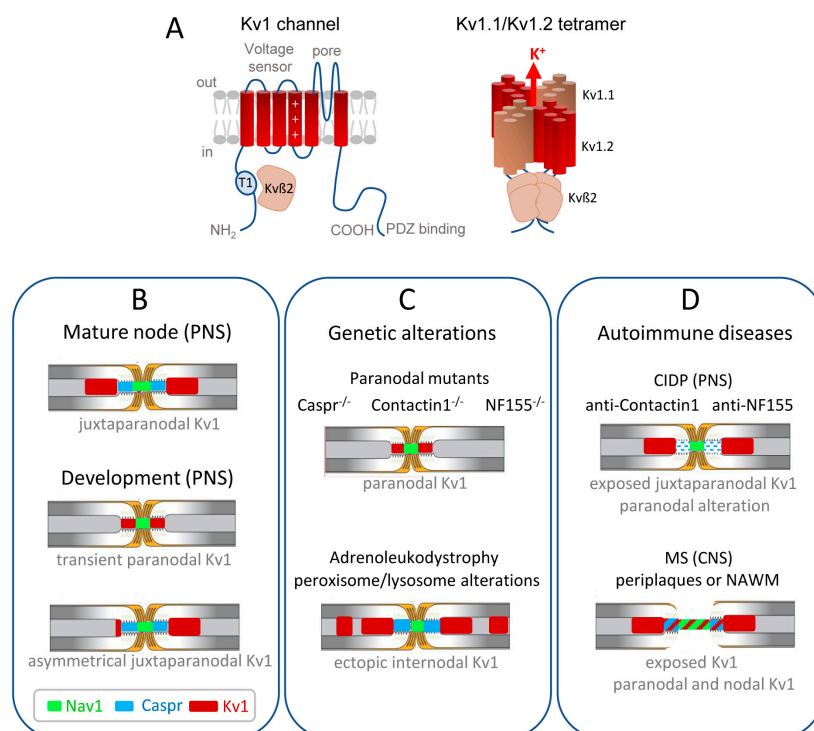 A
Kv1 channel
Kv1.1/Kv1.2 tetramer
Voltage
sensor
pore
K+
out
in
+
+
+
Kv1.1
Kv1.2
T1
Kvß2
Kvß2
NH2
COOH
PDZ binding
B
Mature node (PNS)
juxtaparanodal Kv1
Development (PNS)
transient paranodal Kv1
asymmetrical juxtaparanodal Kv1
Nav1
Caspr
Kv1
C
Genetic alterations
Paranodal mutants
Caspr-/- Contactin1-/- NF155-/-
paranodal Kv1
Adrenoleukodystrophy
peroxisome/lysosome alterations
ectopic internodal Kv1
D
Autoimmune diseases
CIDP (PNS)
anti-Contactin1 anti-NF155
exposed juxtaparanodal Kv1
paranodal alteration
MS (CNS)
periplaques or NAWM
exposed Kv1
paranodal and nodal Kv1